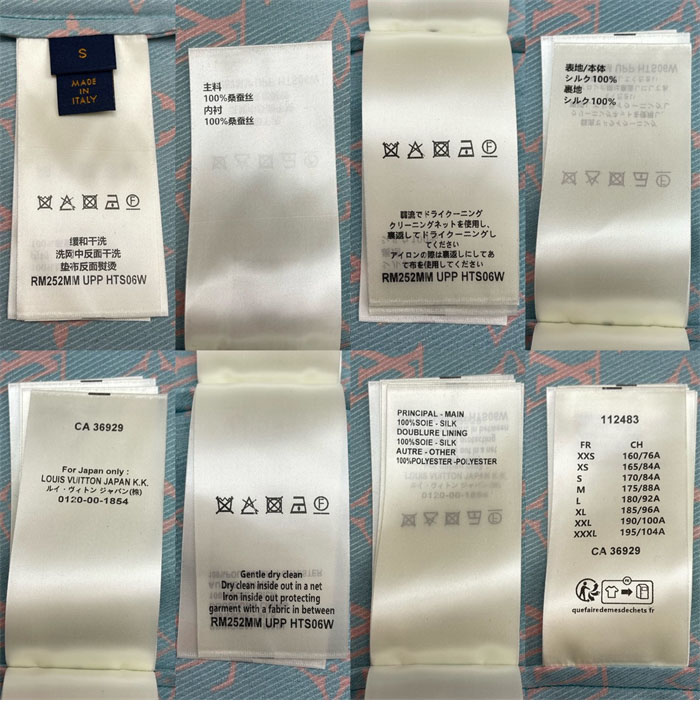 S
MADE
IN
ITALY
缓和干洗
洗网中反面干洗
垫布反面熨烫
RM252MM UPP HTS06W
主料
100%桑蚕丝
内衬
100%桑蚕丝
弱流でドライクーニング
クリーニングネットを使用し、
裏返してドライクーニングし
てください
アイロンの際は裏返しにしてあ
て布を使用してください
RM252MM UPP HTS06W
表地/本体
シルク100%
裏地
シルク100%
CA 36929
For Japan only :
LOUIS VUITTON JAPAN K.K.
ルイ・ヴィトン ジャパン(株)
0120-00-1854
Gentle dry clean
Dry clean inside out in a net
Iron inside out protecting
garment with a fabric in between
RM252MM UPP HTS06W
PRINCIPAL - MAIN
100%SOIE - SILK
DOUBLURE LINING
100%SOIE - SILK
AUTRE - OTHER
100%POLYESTER -POLYESTER
112483
FR CH
XXS 160/76A
XS 165/84A
S 170/84A
M 175/88A
L 180/92A
XL 185/96A
XXL 190/100A
XXXL 195/104A
CA 36929
quefairedemesdechets.fr